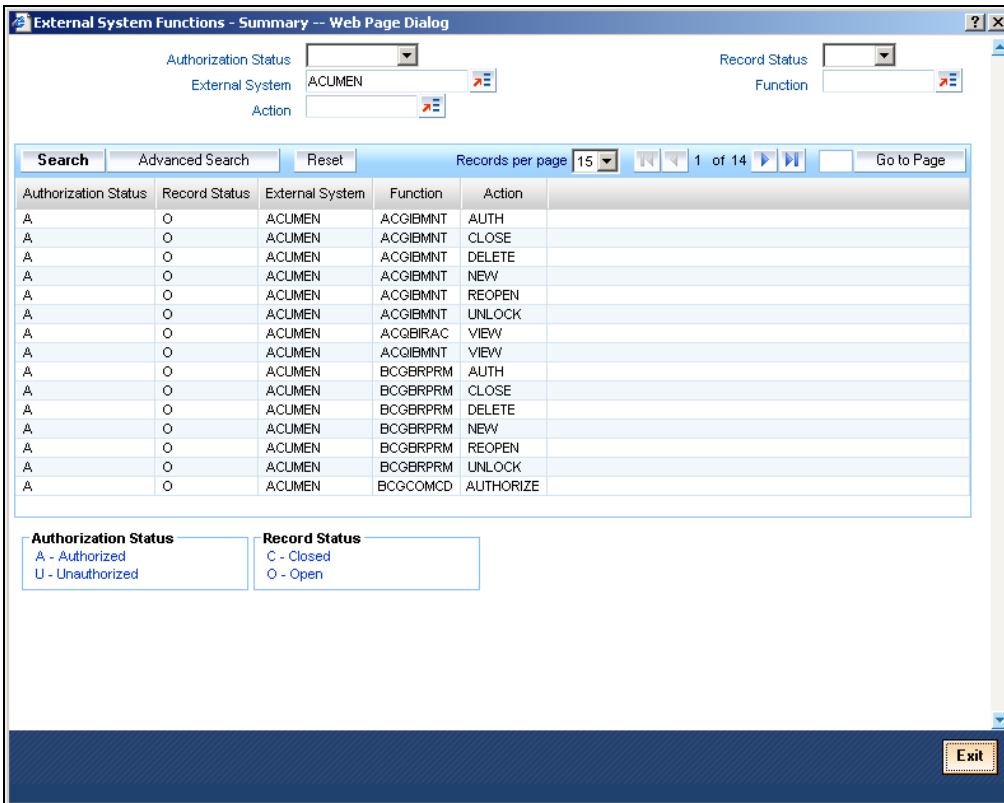 External System Functions - Summary -- Web Page Dialog
Authorization Status
Record Status
External System ACUMEN
Function
Action
Search Advanced Search Reset Records per page 15 1 of 14 Go to Page
Authorization Status Record Status External System Function Action
A O ACUMEN ACGIBMNT AUTH
A O ACUMEN ACGIBMNT CLOSE
A O ACUMEN ACGIBMNT DELETE
A O ACUMEN ACGIBMNT NEW
A O ACUMEN ACGIBMNT REOPEN
A O ACUMEN ACGIBMNT UNLOCK
A O ACUMEN ACQBIRAC VIEW
A O ACUMEN ACQIBMNT VIEW
A O ACUMEN BCGBRPRM AUTH
A O ACUMEN BCGBRPRM CLOSE
A O ACUMEN BCGBRPRM DELETE
A O ACUMEN BCGBRPRM NEW
A O ACUMEN BCGBRPRM REOPEN
A O ACUMEN BCGBRPRM UNLOCK
A O ACUMEN BCGCOMCD AUTHORIZE
Authorization Status
A - Authorized
U - Unauthorized
Record Status
C - Closed
O - Open
Exit